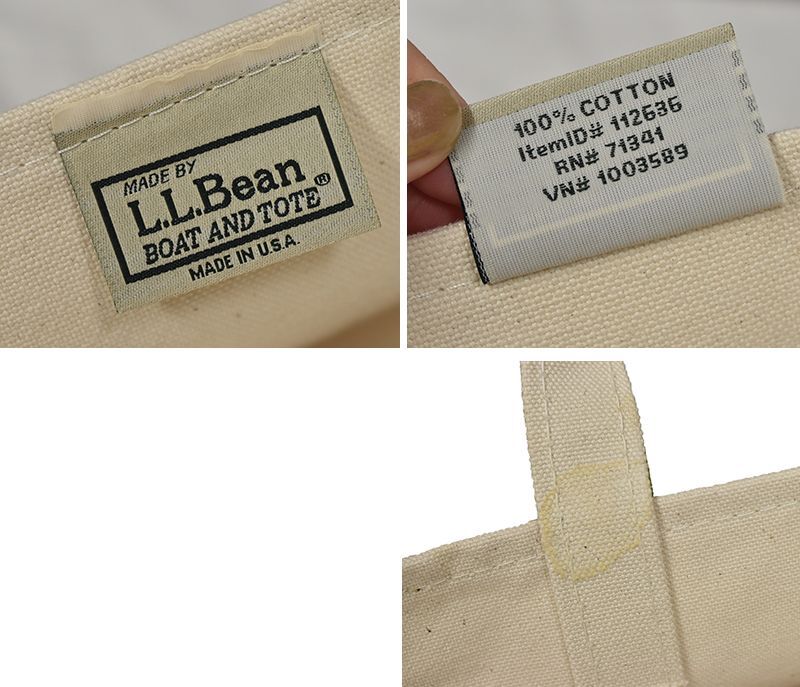 MADE BY
L.L.Bean®
BOAT AND TOTE
MADE IN U.S.A.
100% COTTON
ItemID# 112636
RN# 71341
VN# 1003589